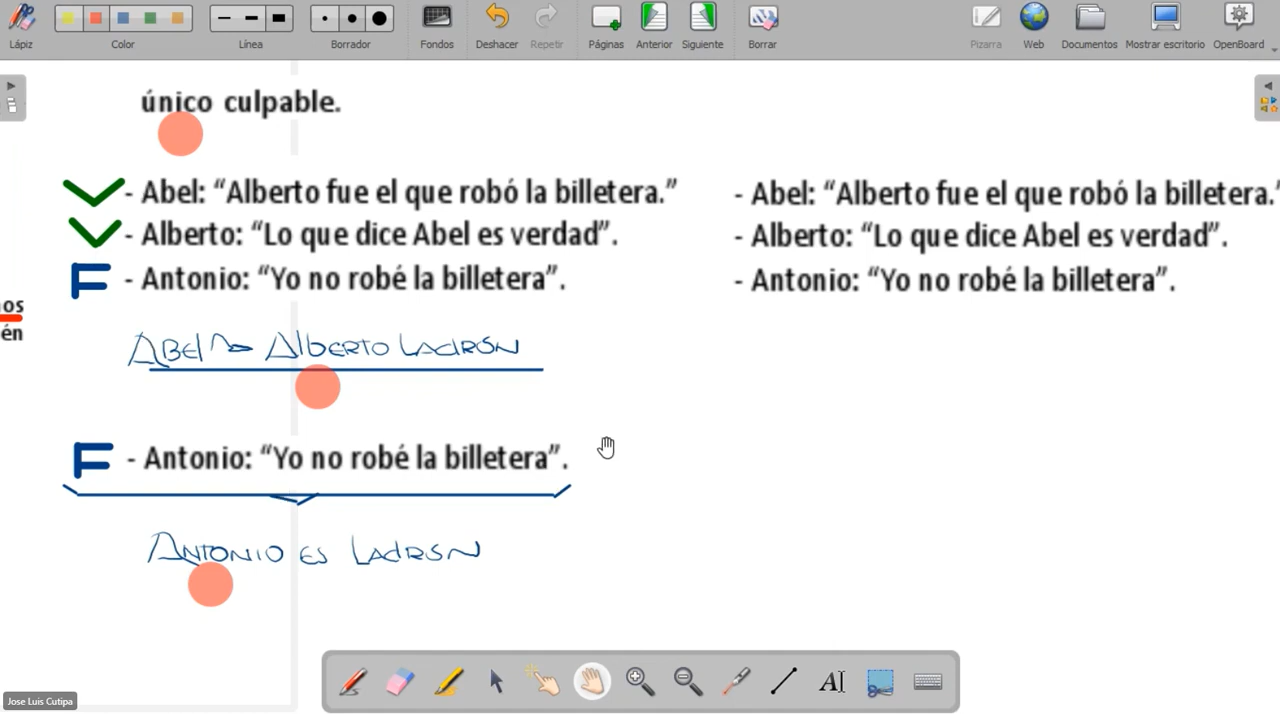 Lápiz
Color
Línea
Borrador
Fondos
Deshacer
Repetir
Páginas
Anterior
Siguiente
Borrar
Pizarra
Web
Documentos
Mostrar escritorio
OpenBoard
único culpable.
V - Abel: “Alberto fue el que robó la billetera.”
V - Alberto: “Lo que dice Abel es verdad”.
F - Antonio: “Yo no robé la billetera”.
- Abel: “Alberto fue el que robó la billetera.”
- Alberto: “Lo que dice Abel es verdad”.
- Antonio: “Yo no robé la billetera”.
ABEL → Alberto Ladrón
F - Antonio: “Yo no robé la billetera”.
ANTONIO ES LADRÓN
Jose Luis Cutipa